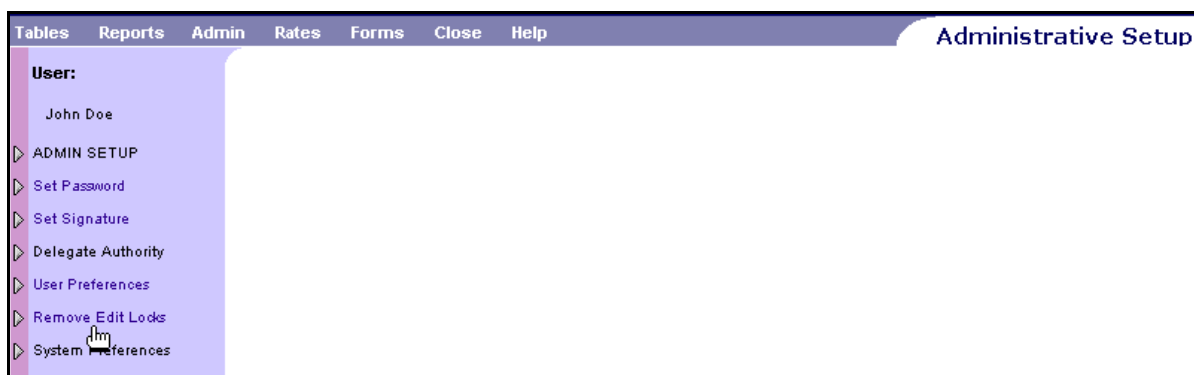 Tables Reports Admin Rates Forms Close Help Administrative Setup
User:
John Doe
ADMIN SETUP
Set Password
Set Signature
Delegate Authority
User Preferences
Remove Edit Locks
System Preferences